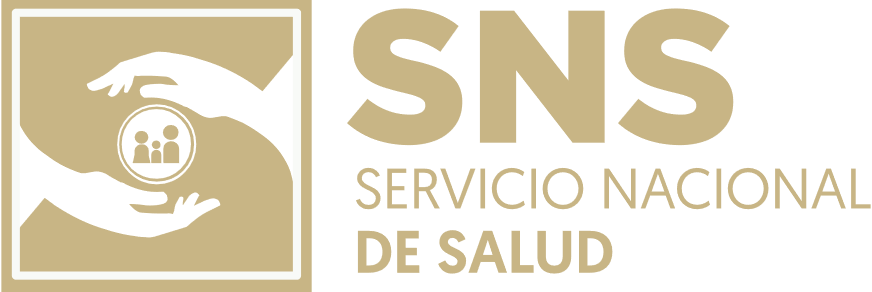 SNS
SERVICIO NACIONAL
DE SALUD